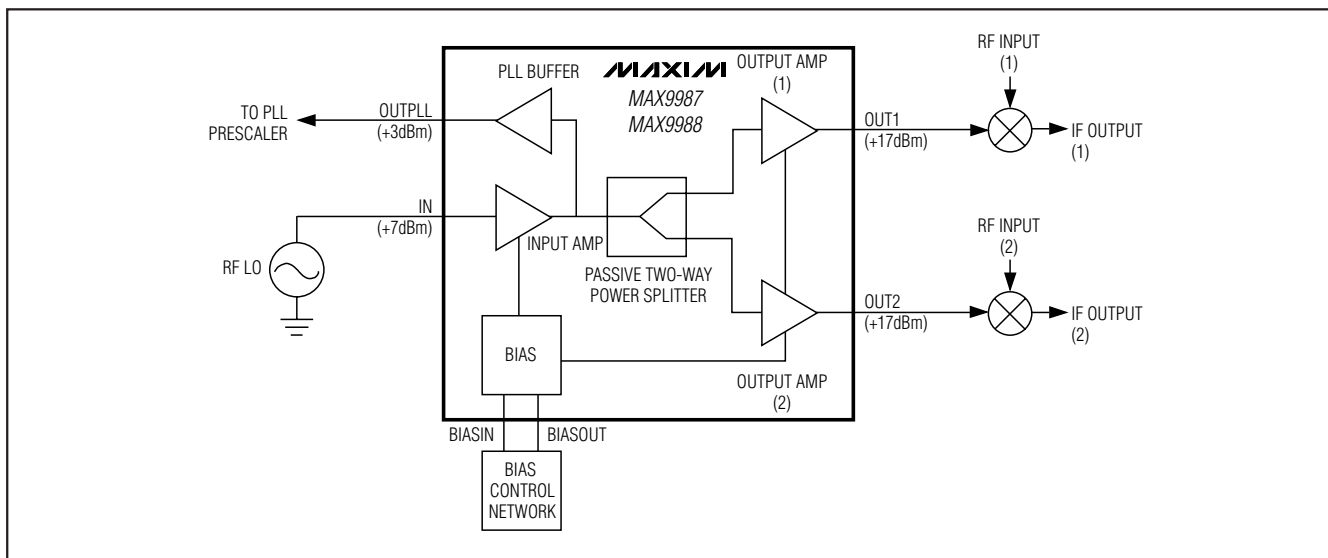 PLL BUFFER
MAXIM
MAX9987
MAX9988
OUTPUT AMP
(1)
RF INPUT
(1)
TO PLL
PRESCALER
OUTPLL
(+3dBm)
OUT1
(+17dBm)
IF OUTPUT
(1)
IN
(+7dBm)
RF LO
INPUT AMP
PASSIVE TWO-WAY
POWER SPLITTER
RF INPUT
(2)
OUT2
(+17dBm)
IF OUTPUT
(2)
BIAS
OUTPUT AMP
(2)
BIASIN
BIASOUT
BIAS
CONTROL
NETWORK